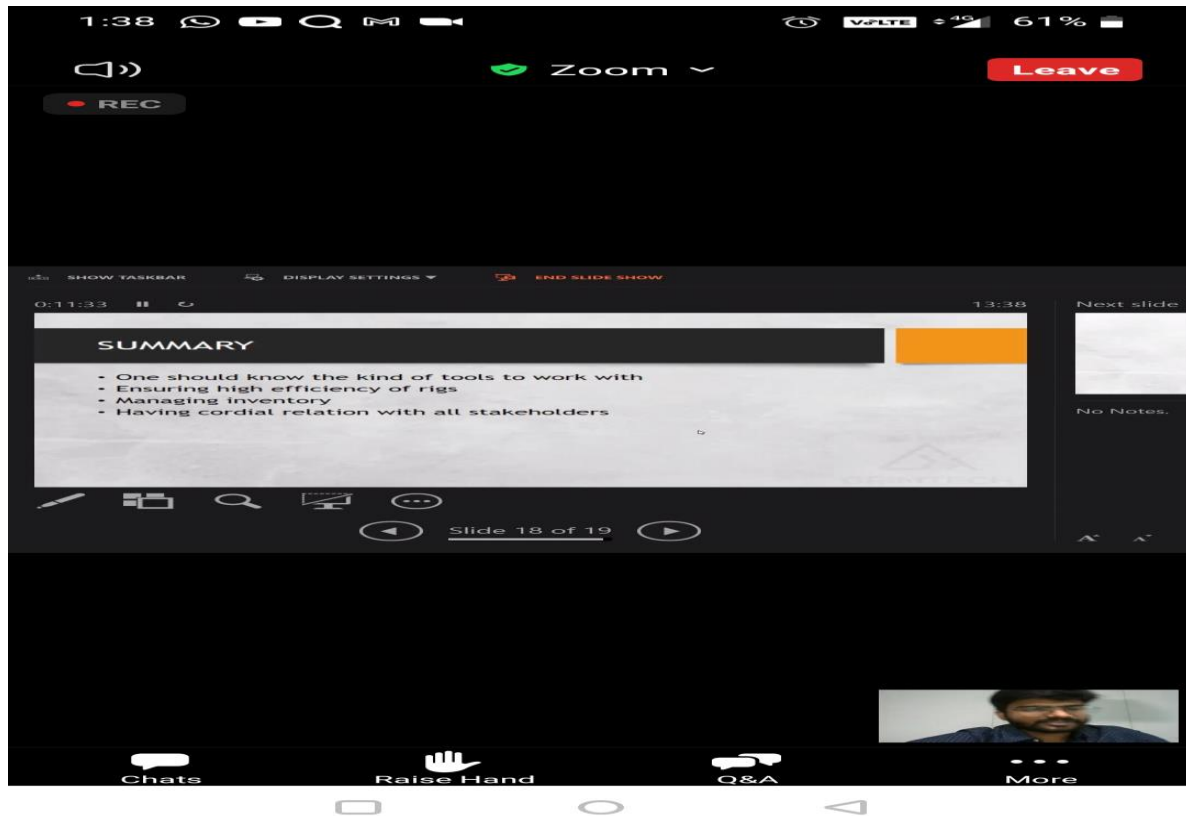 1:38 VoLTE 4G 61%
Zoom Leave
REC
SHOW TASKBAR DISPLAY SETTINGS END SLIDE SHOW
0:11:33 13:38 Next slide
SUMMARY
• One should know the kind of tools to work with
• Ensuring high efficiency of rigs
• Managing inventory
• Having cordial relation with all stakeholders
No Notes.
Slide 18 of 19
A A
Chats Raise Hand Q&A More